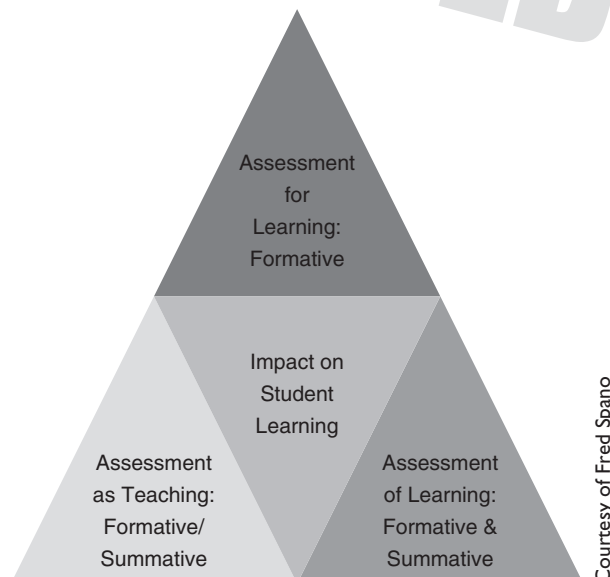 Assessment
for
Learning:
Formative
Impact on
Student
Learning
Assessment
as Teaching:
Formative/
Summative
Assessment
of Learning:
Formative &
Summative
Courtesy of Fred Spano